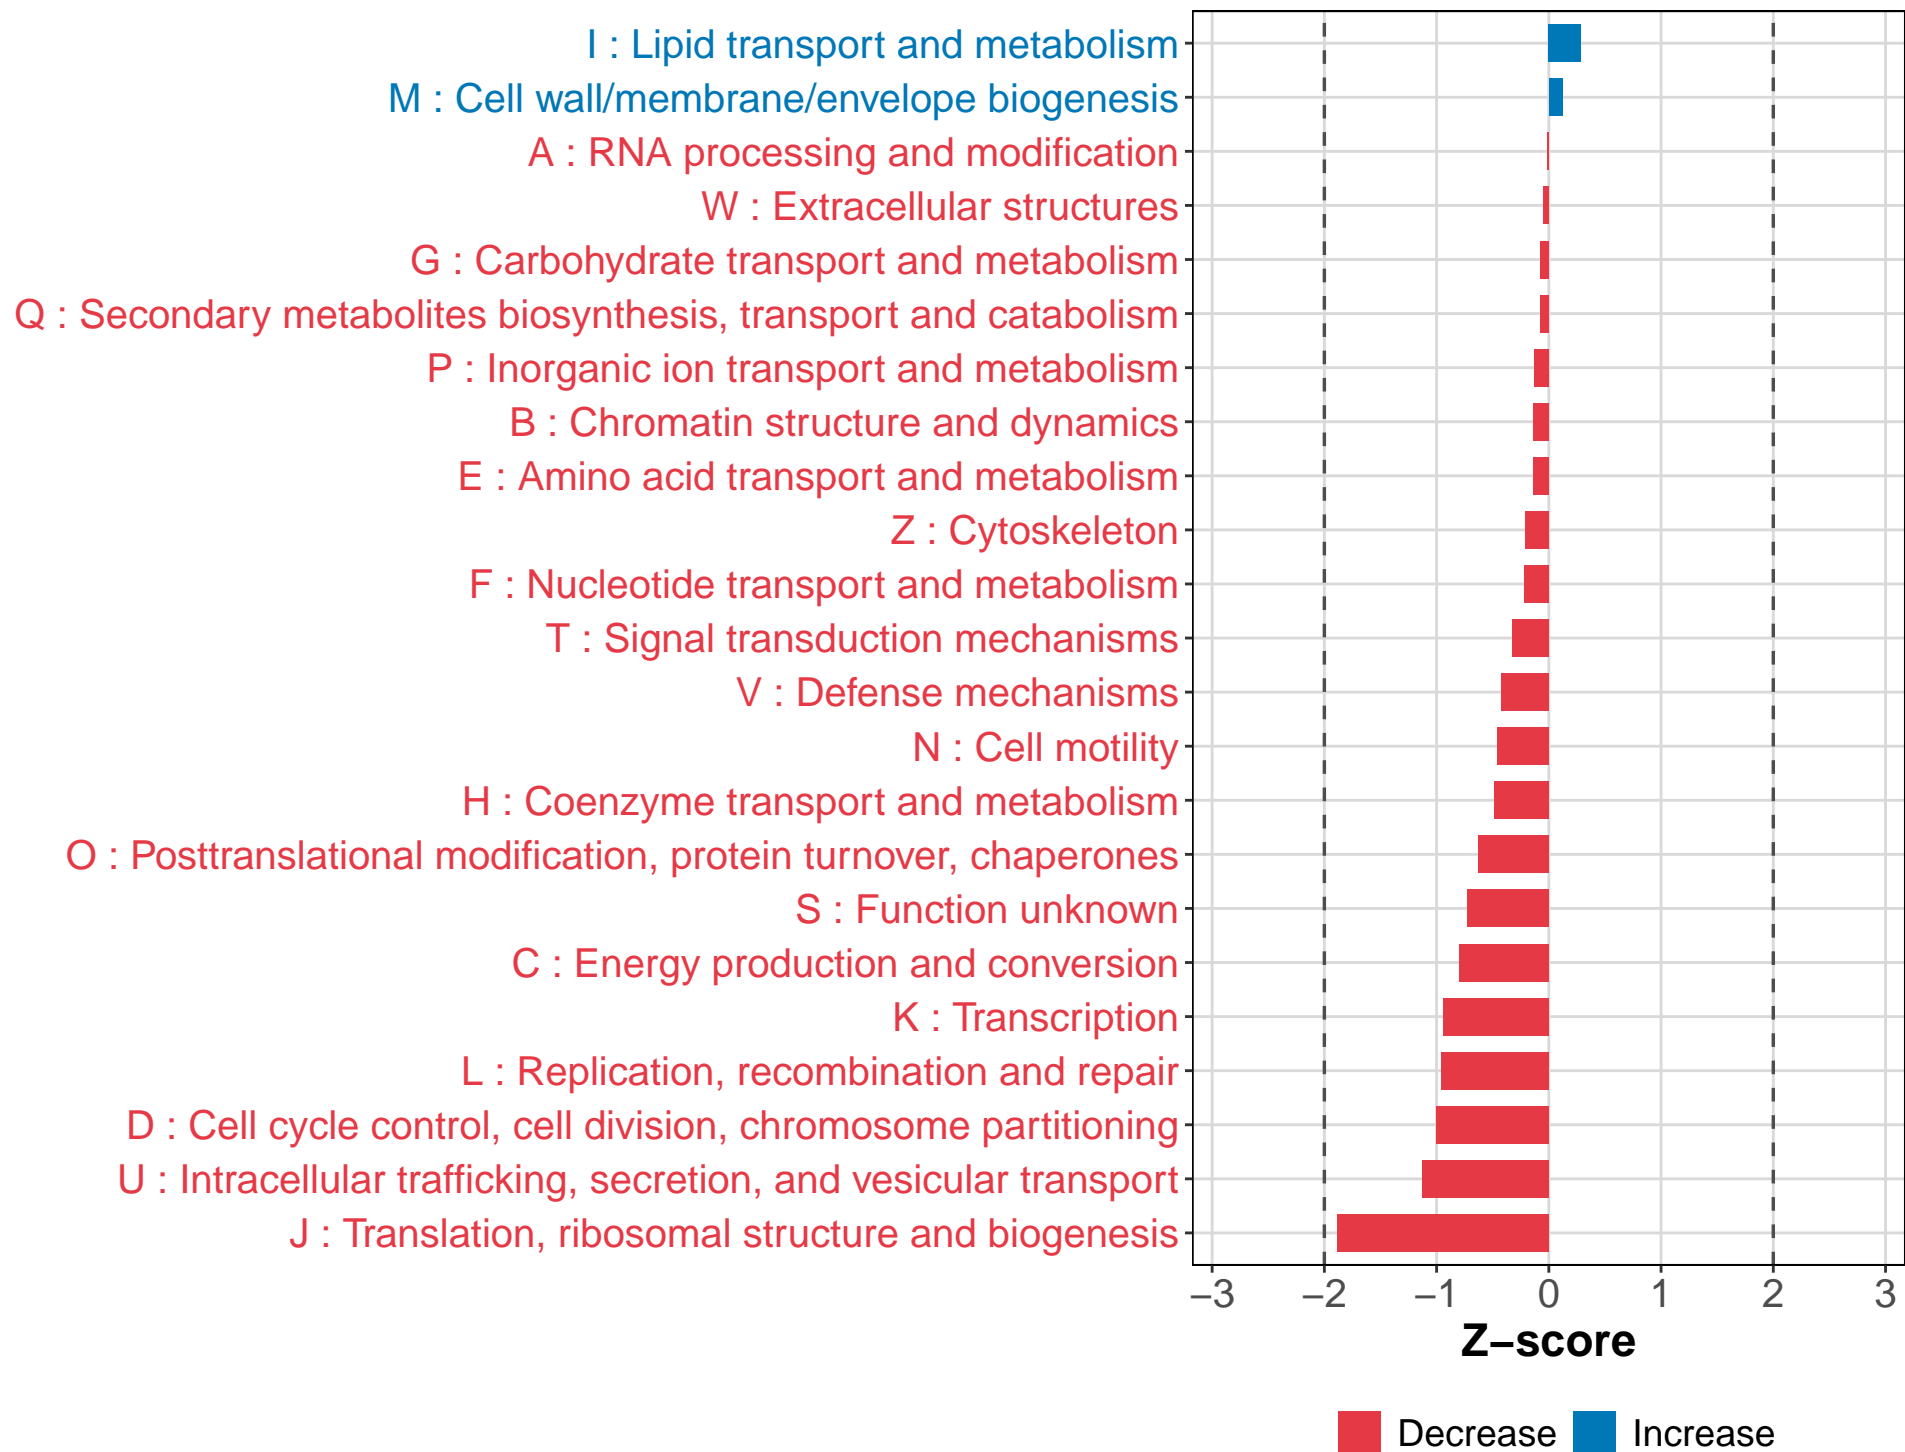 I : Lipid transport and metabolism
M : Cell wall/membrane/envelope biogenesis
A : RNA processing and modification
W : Extracellular structures
G : Carbohydrate transport and metabolism
Q : Secondary metabolites biosynthesis, transport and catabolism
P : Inorganic ion transport and metabolism
B : Chromatin structure and dynamics
E : Amino acid transport and metabolism
Z : Cytoskeleton
F : Nucleotide transport and metabolism
T : Signal transduction mechanisms
V : Defense mechanisms
N : Cell motility
H : Coenzyme transport and metabolism
O : Posttranslational modification, protein turnover, chaperones
S : Function unknown
C : Energy production and conversion
K : Transcription
L : Replication, recombination and repair
D : Cell cycle control, cell division, chromosome partitioning
U : Intracellular trafficking, secretion, and vesicular transport
J : Translation, ribosomal structure and biogenesis
−3 −2 −1 0 1 2 3
Z−score
Decrease Increase